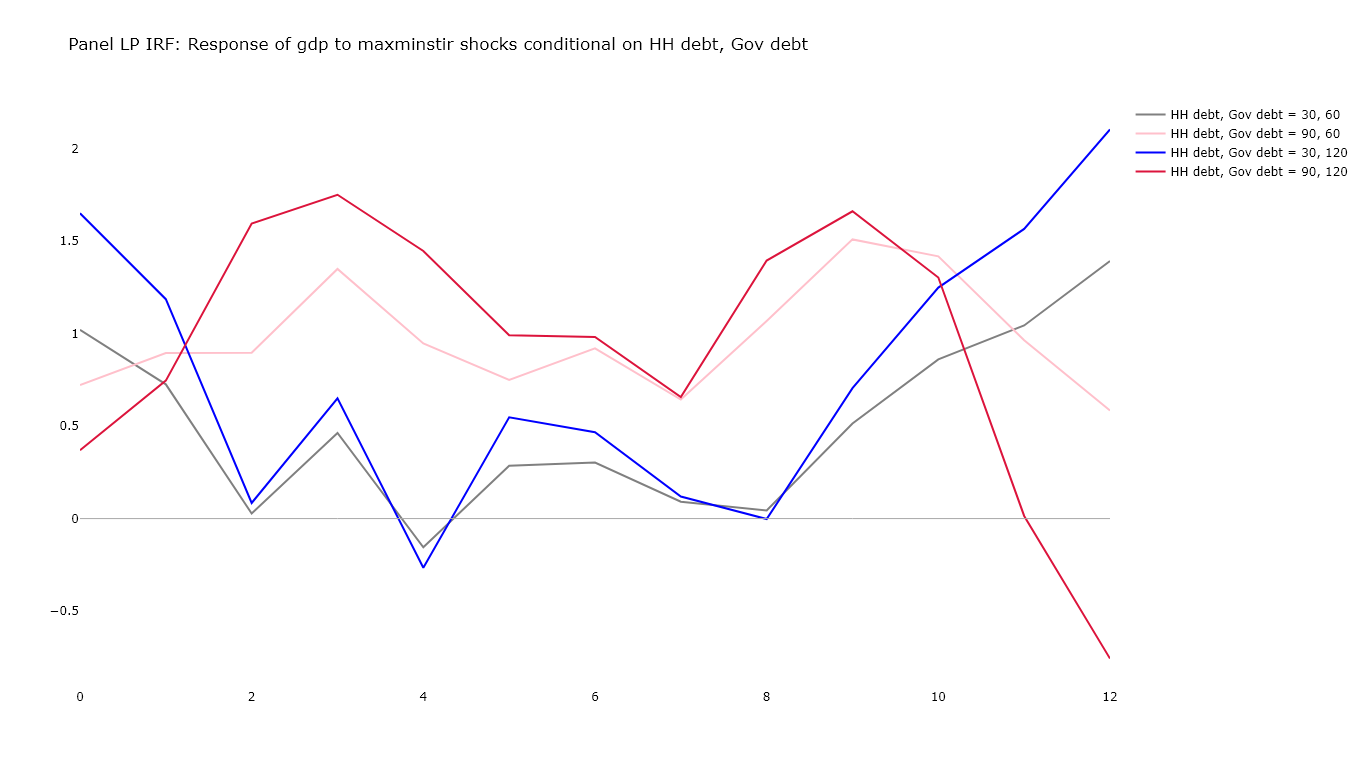 Panel LP IRF: Response of gdp to maxminstir shocks conditional on HH debt, Gov debt
HH debt, Gov debt = 30, 60
HH debt, Gov debt = 90, 60
HH debt, Gov debt = 30, 120
HH debt, Gov debt = 90, 120
2
1.5
1
0.5
0
−0.5
0 2 4 6 8 10 12